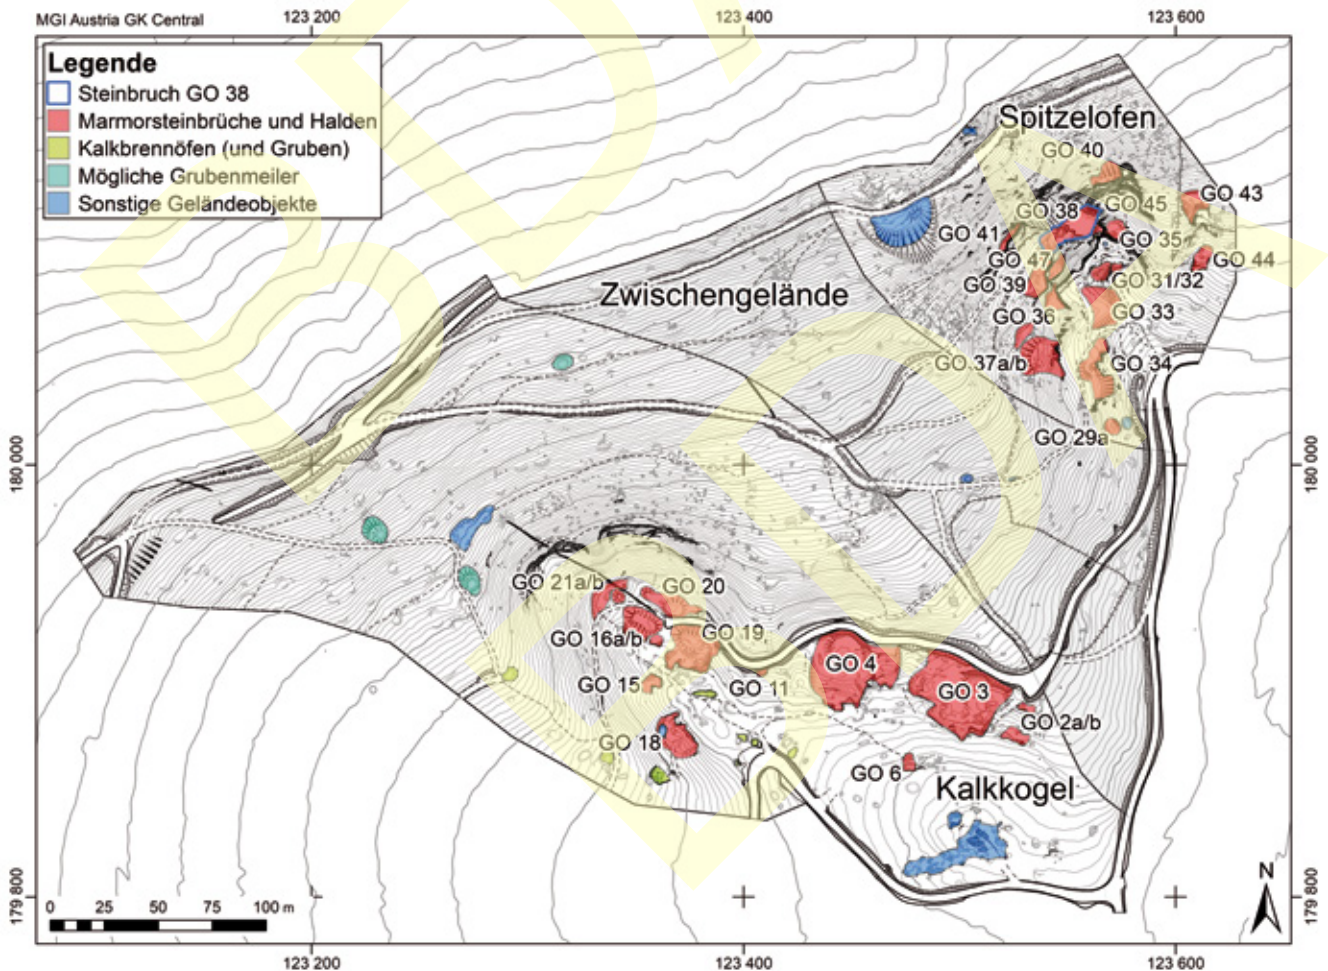 MGI Austria GK Central
123 200
123 400
123 600
Legende
Steinbruch GO 38
Marmorsteinbrüche und Halden
Kalkbrennöfen (und Gruben)
Mögliche Grubenmeiler
Sonstige Geländeobjekte
Spitzelofen
GO 40
GO 43
GO 38
GO 45
GO 41
GO 35
GO 47
GO 44
GO 39
GO 31/32
Zwischengelände
GO 36
GO 33
GO 37a/b
GO 34
GO 29a
180 000
180 000
GO 21a/b
GO 20
GO 16a/b
GO 19
GO 4
GO 15
GO 11
GO 3
GO 2a/b
GO 18
GO 6
Kalkkogel
179 800
179 800
N
0 25 50 75 100 m
123 200
123 400
123 600